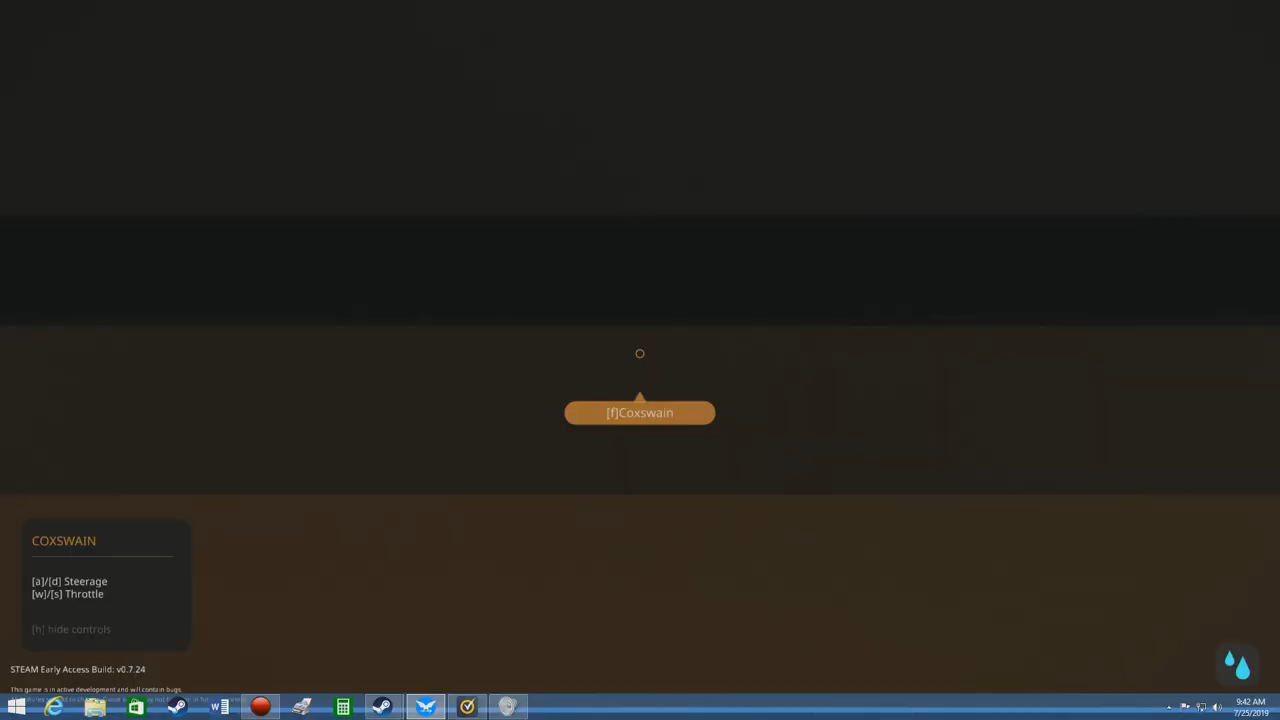 [f]Coxswain
COXSWAIN
[a]/[d] Steerage
[w]/[s] Throttle
[h] hide controls
STEAM Early Access Build: v0.7.24
This game is in active development and will contain bugs.
9:42 AM
7/25/2019